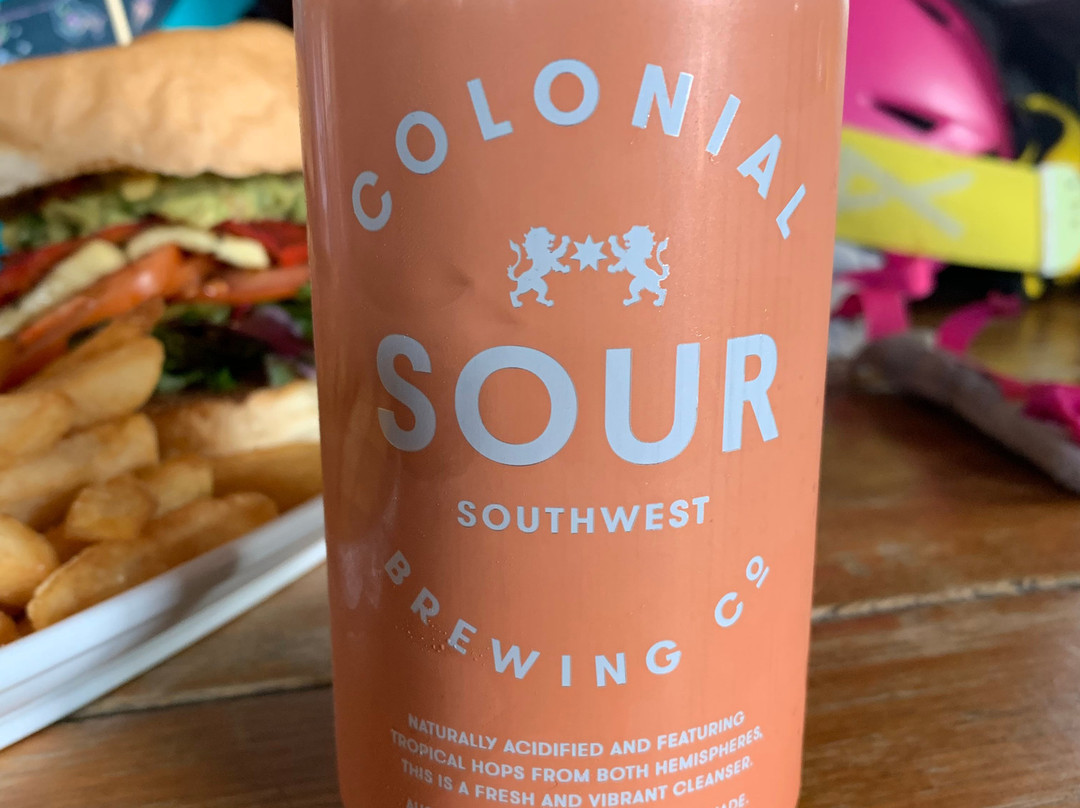 COLONIAL
SOUR
SOUTHWEST
BREWING Co
NATURALLY ACIDIFIED AND FEATURING
TROPICAL HOPS FROM BOTH HEMISPHERES,
THIS IS A FRESH AND VIBRANT CLEANSER.